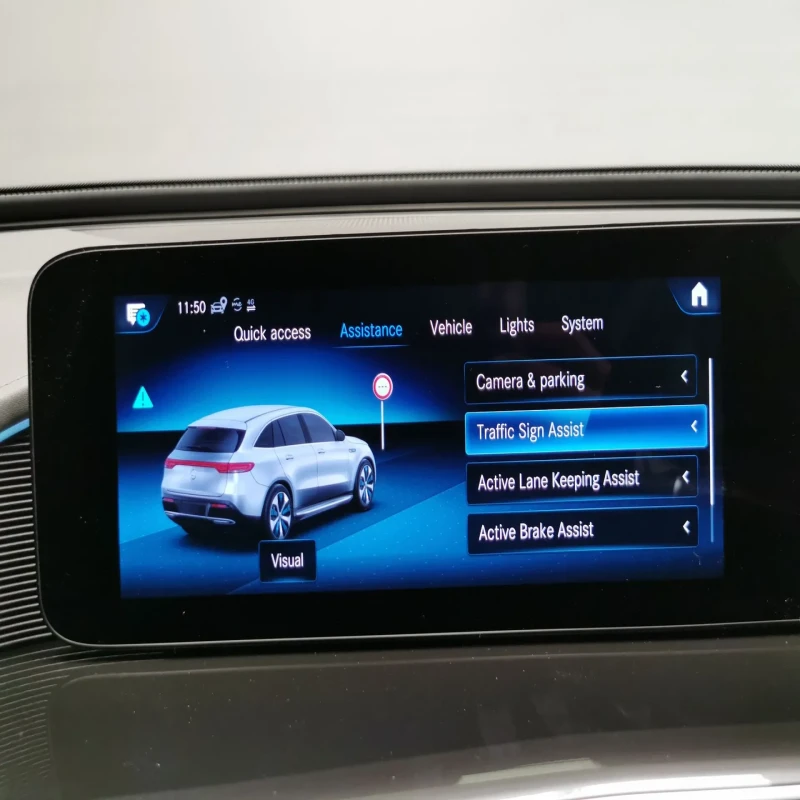 11:50 4G
Quick access Assistance Vehicle Lights System
Camera & parking
Traffic Sign Assist
Active Lane Keeping Assist
Active Brake Assist
Visual